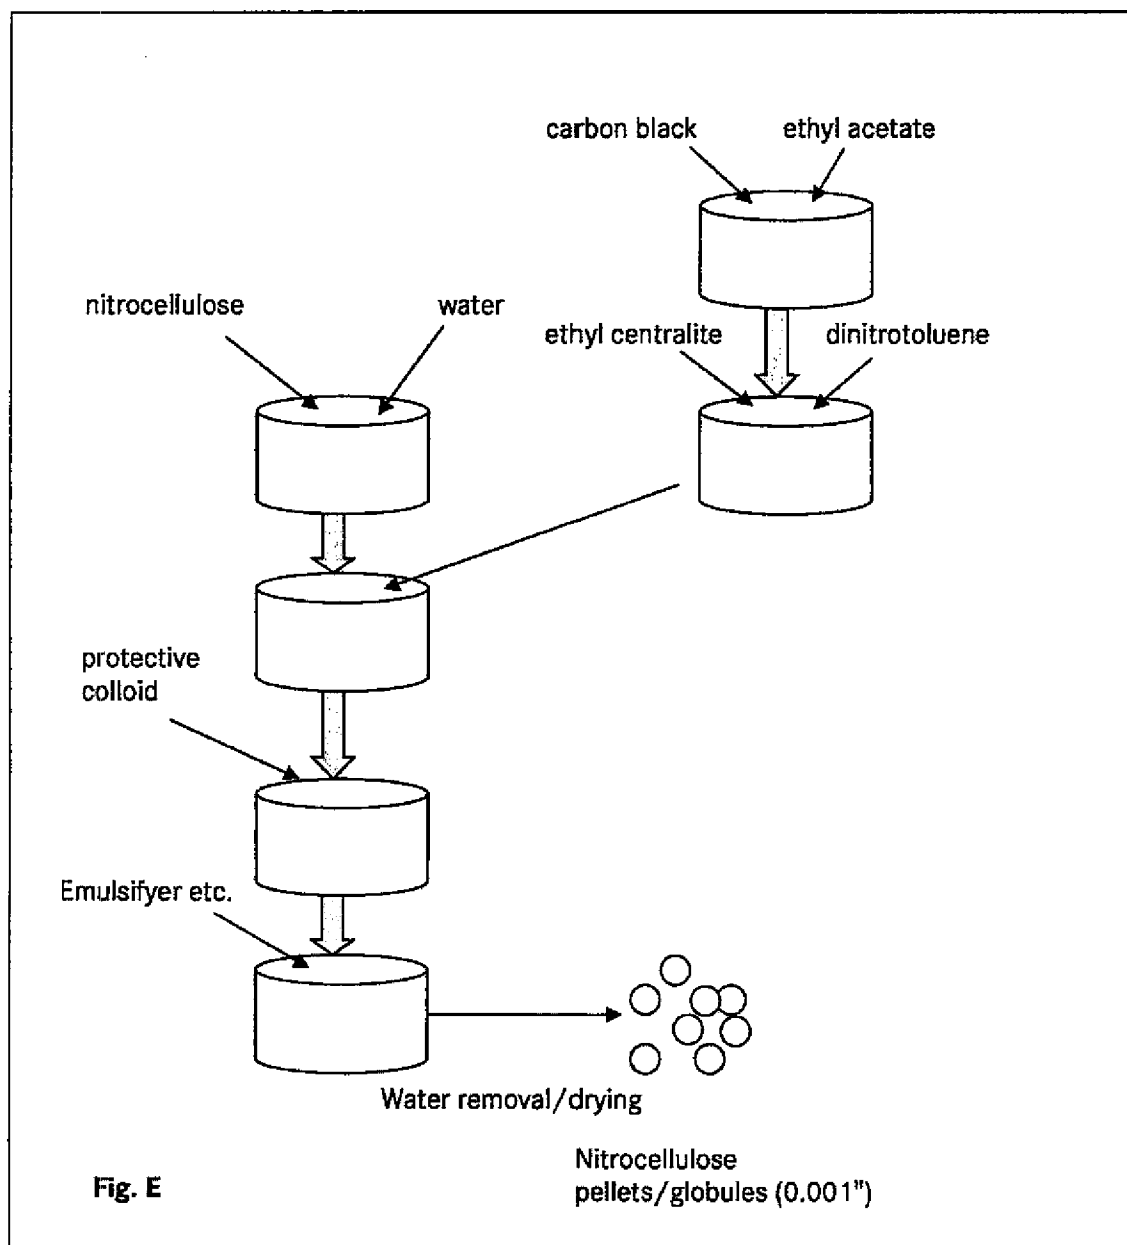 carbon black
ethyl acetate
nitrocellulose
water
ethyl centralite
dinitrotoluene
protective
colloid
Emulsifyer etc.
Water removal/drying
Nitrocellulose
pellets/globules (0.001")
Fig. E